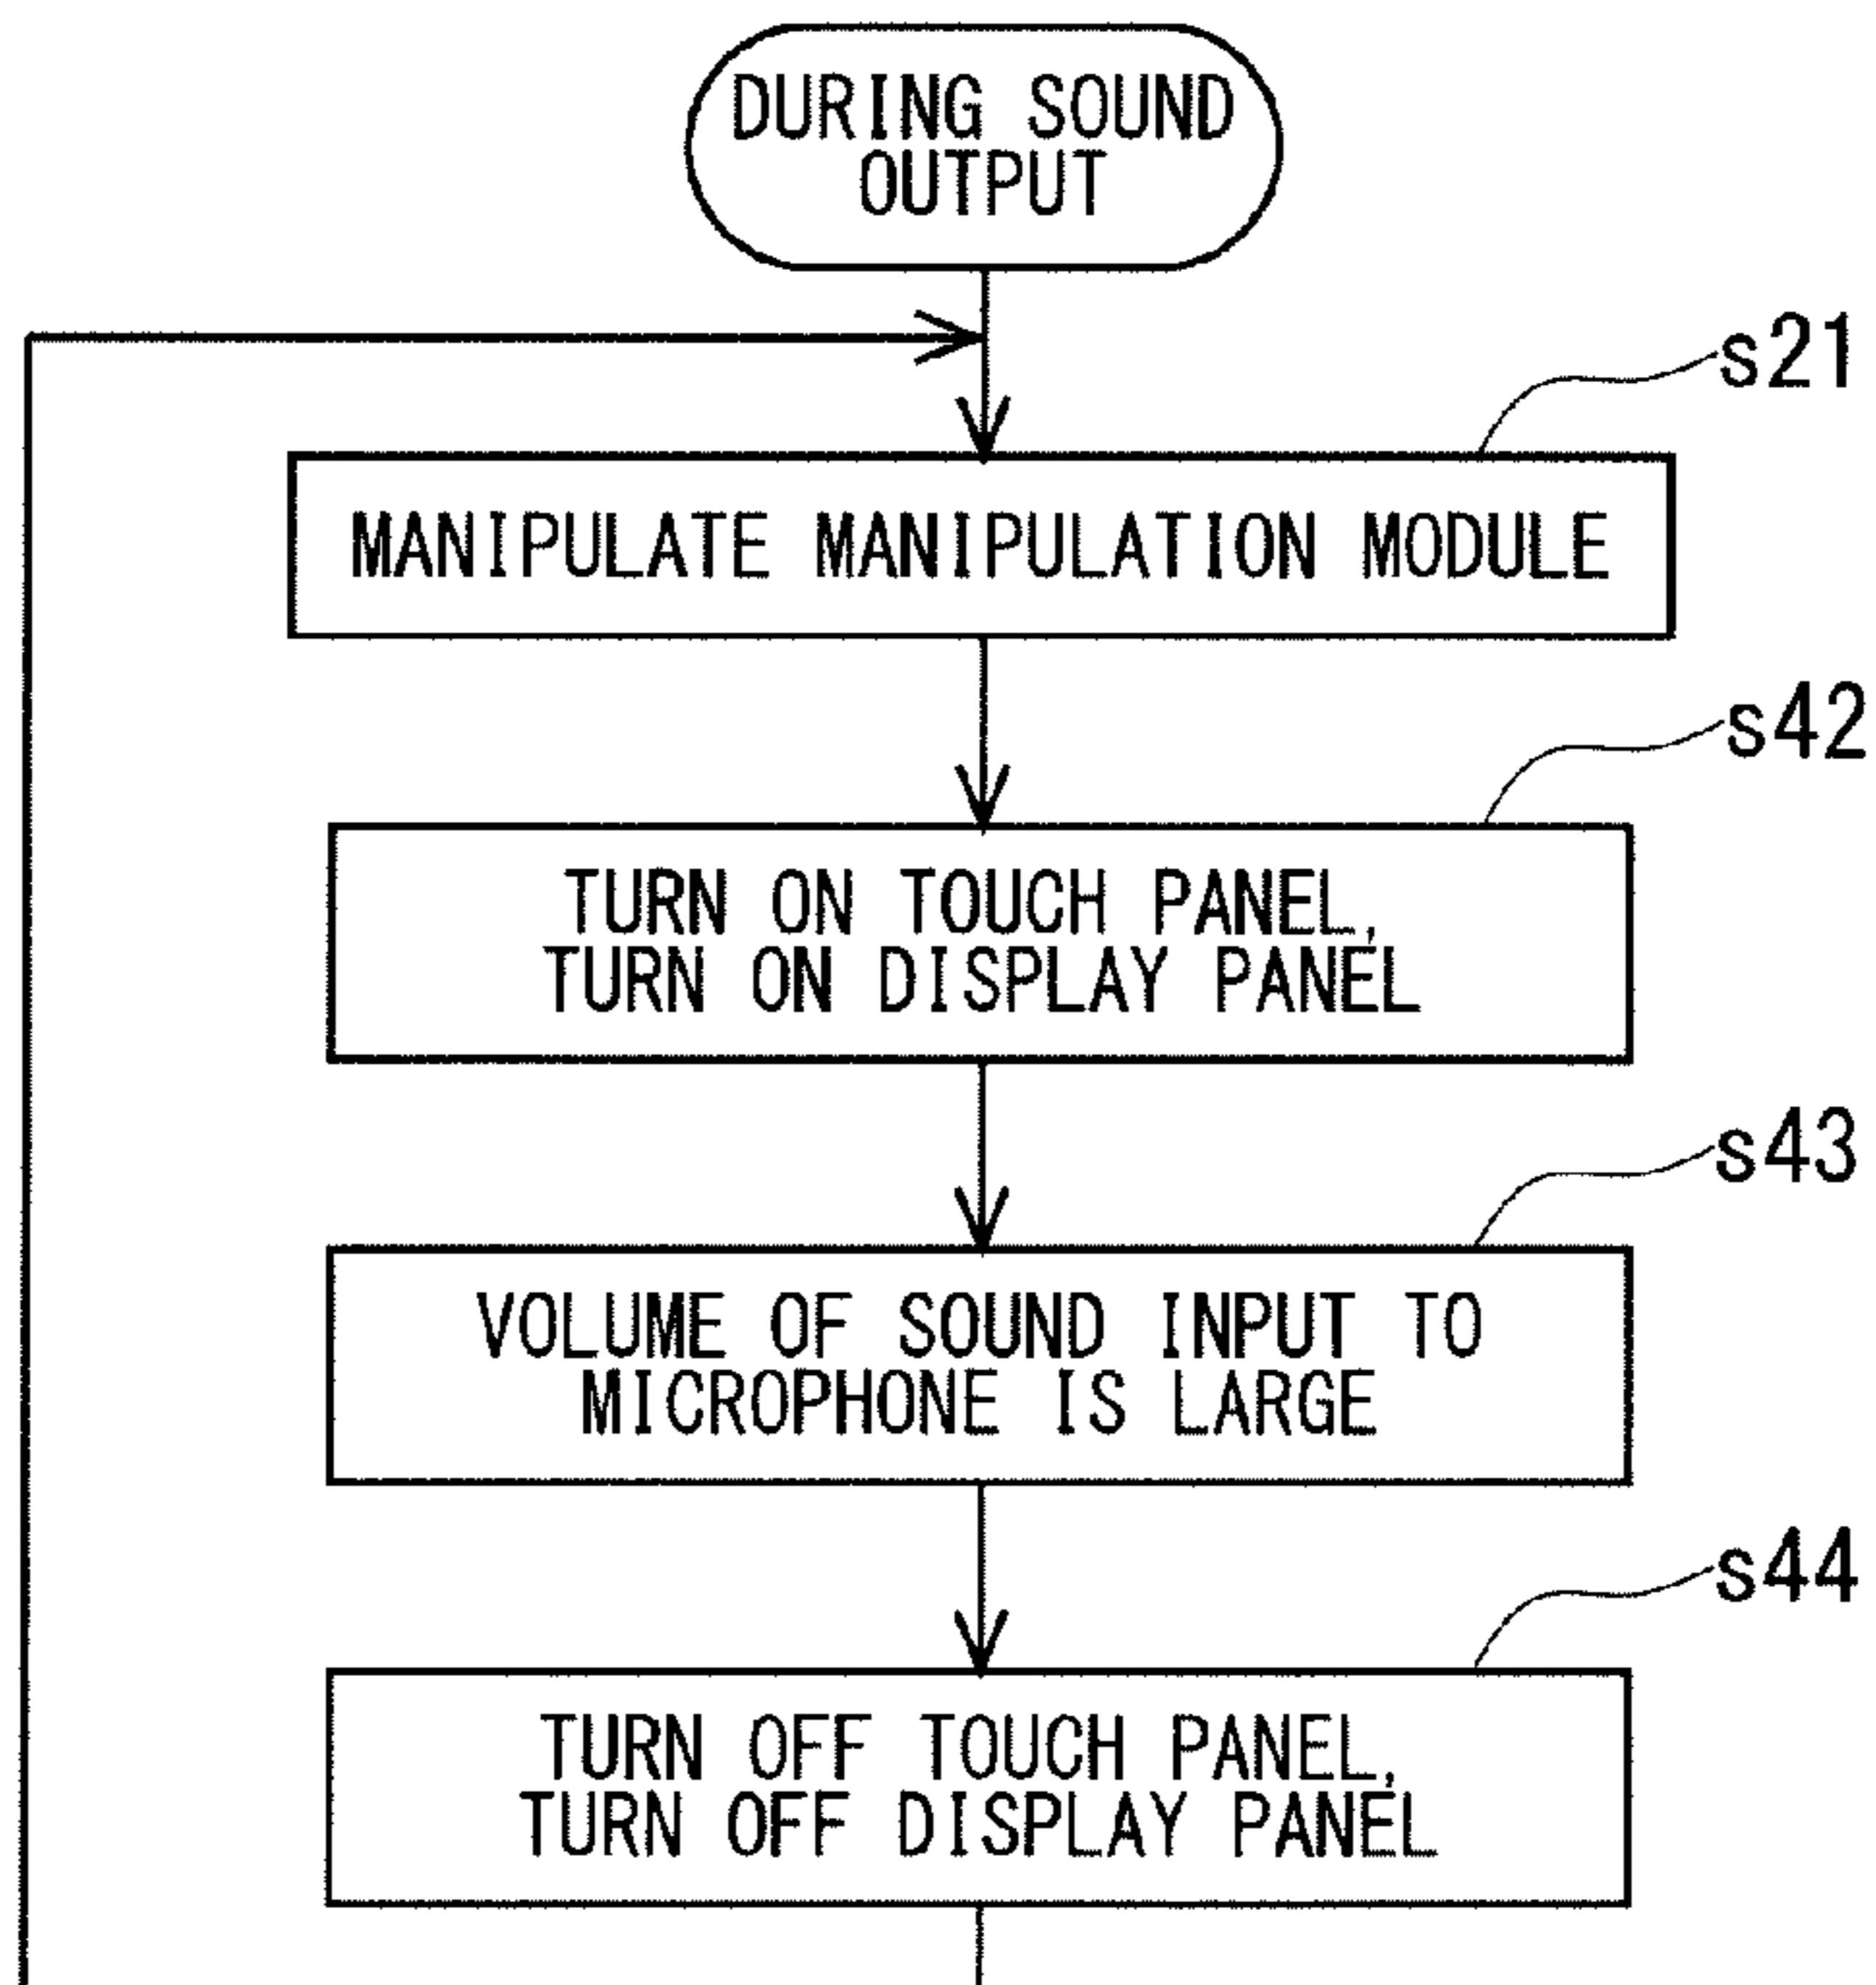 DURING SOUND
OUTPUT
s21
MANIPULATE MANIPULATION MODULE
s42
TURN ON TOUCH PANEL,
TURN ON DISPLAY PANEL
s43
VOLUME OF SOUND INPUT TO
MICROPHONE IS LARGE
s44
TURN OFF TOUCH PANEL,
TURN OFF DISPLAY PANEL